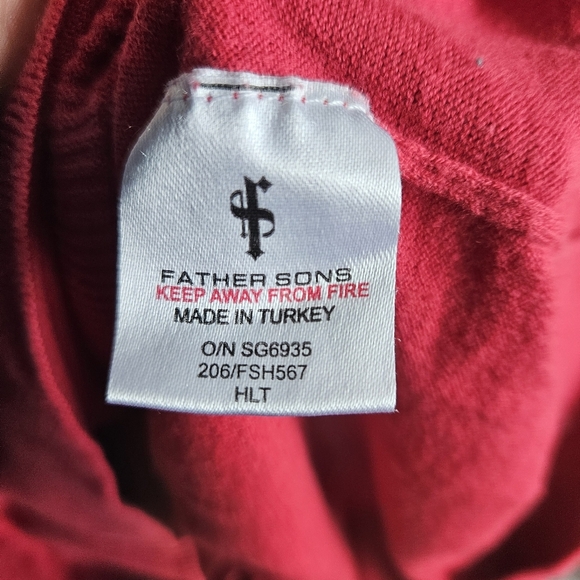 FATHER SONS
KEEP AWAY FROM FIRE
MADE IN TURKEY
O/N SG6935
206/FSH567
HLT